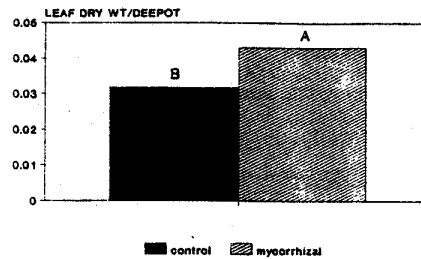 LEAF DRY WT/DEEPOT
0.05
A
B
0.04
0.03
0.02
0.01
0
control mycorrhizal